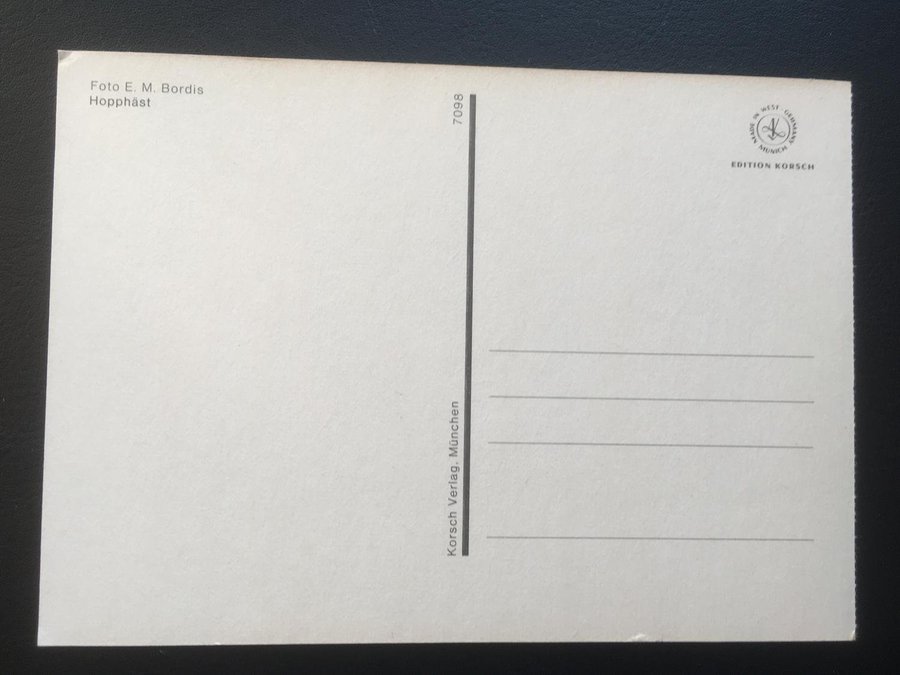 Foto E. M. Bordis
Hopphäst
7098
Korsch Verlag, München
MADE IN WEST - GERMANY
MUNICH
EDITION KORSCH